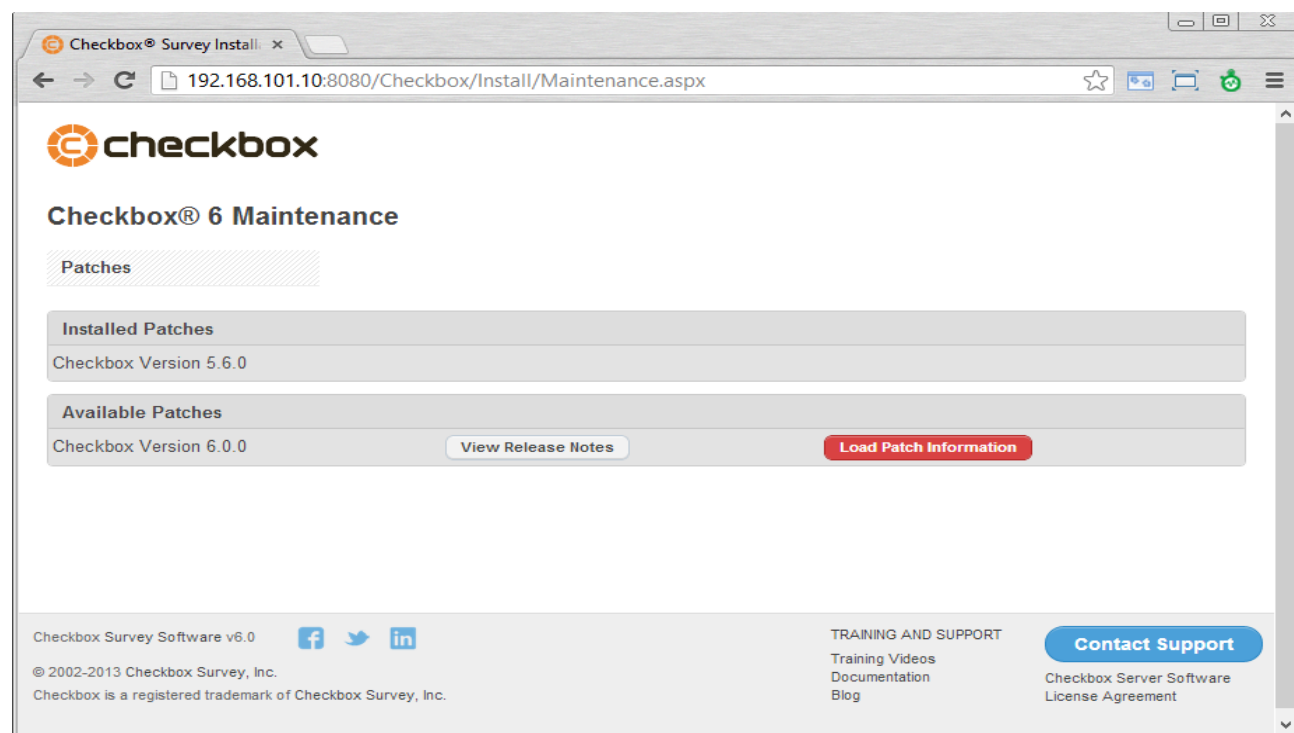 Checkbox® Survey Install
192.168.101.10:8080/Checkbox/Install/Maintenance.aspx
checkbox
Checkbox® 6 Maintenance
Patches
Installed Patches
Checkbox Version 5.6.0
Available Patches
Checkbox Version 6.0.0 View Release Notes Load Patch Information
Checkbox Survey Software v6.0
© 2002-2013 Checkbox Survey, Inc.
Checkbox is a registered trademark of Checkbox Survey, Inc.
TRAINING AND SUPPORT
Training Videos
Documentation
Blog
Contact Support
Checkbox Server Software
License Agreement